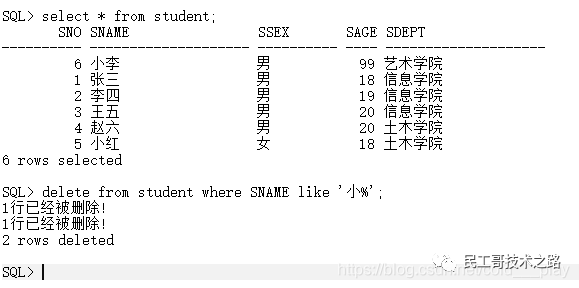 SQL> select * from student;
SNO SNAME SSEX SAGE SDEPT
----------- -------------------- ---------- ----- --------------------
6 小李 男 99 艺术学院
1 张三 男 18 信息学院
2 李四 男 19 信息学院
3 王五 男 20 信息学院
4 赵六 男 20 土木学院
5 小红 女 18 土木学院
6 rows selected
SQL> delete from student where SNAME like '小%';
1行已经被删除!
1行已经被删除!
2 rows deleted
民工哥技术之路
SQL>